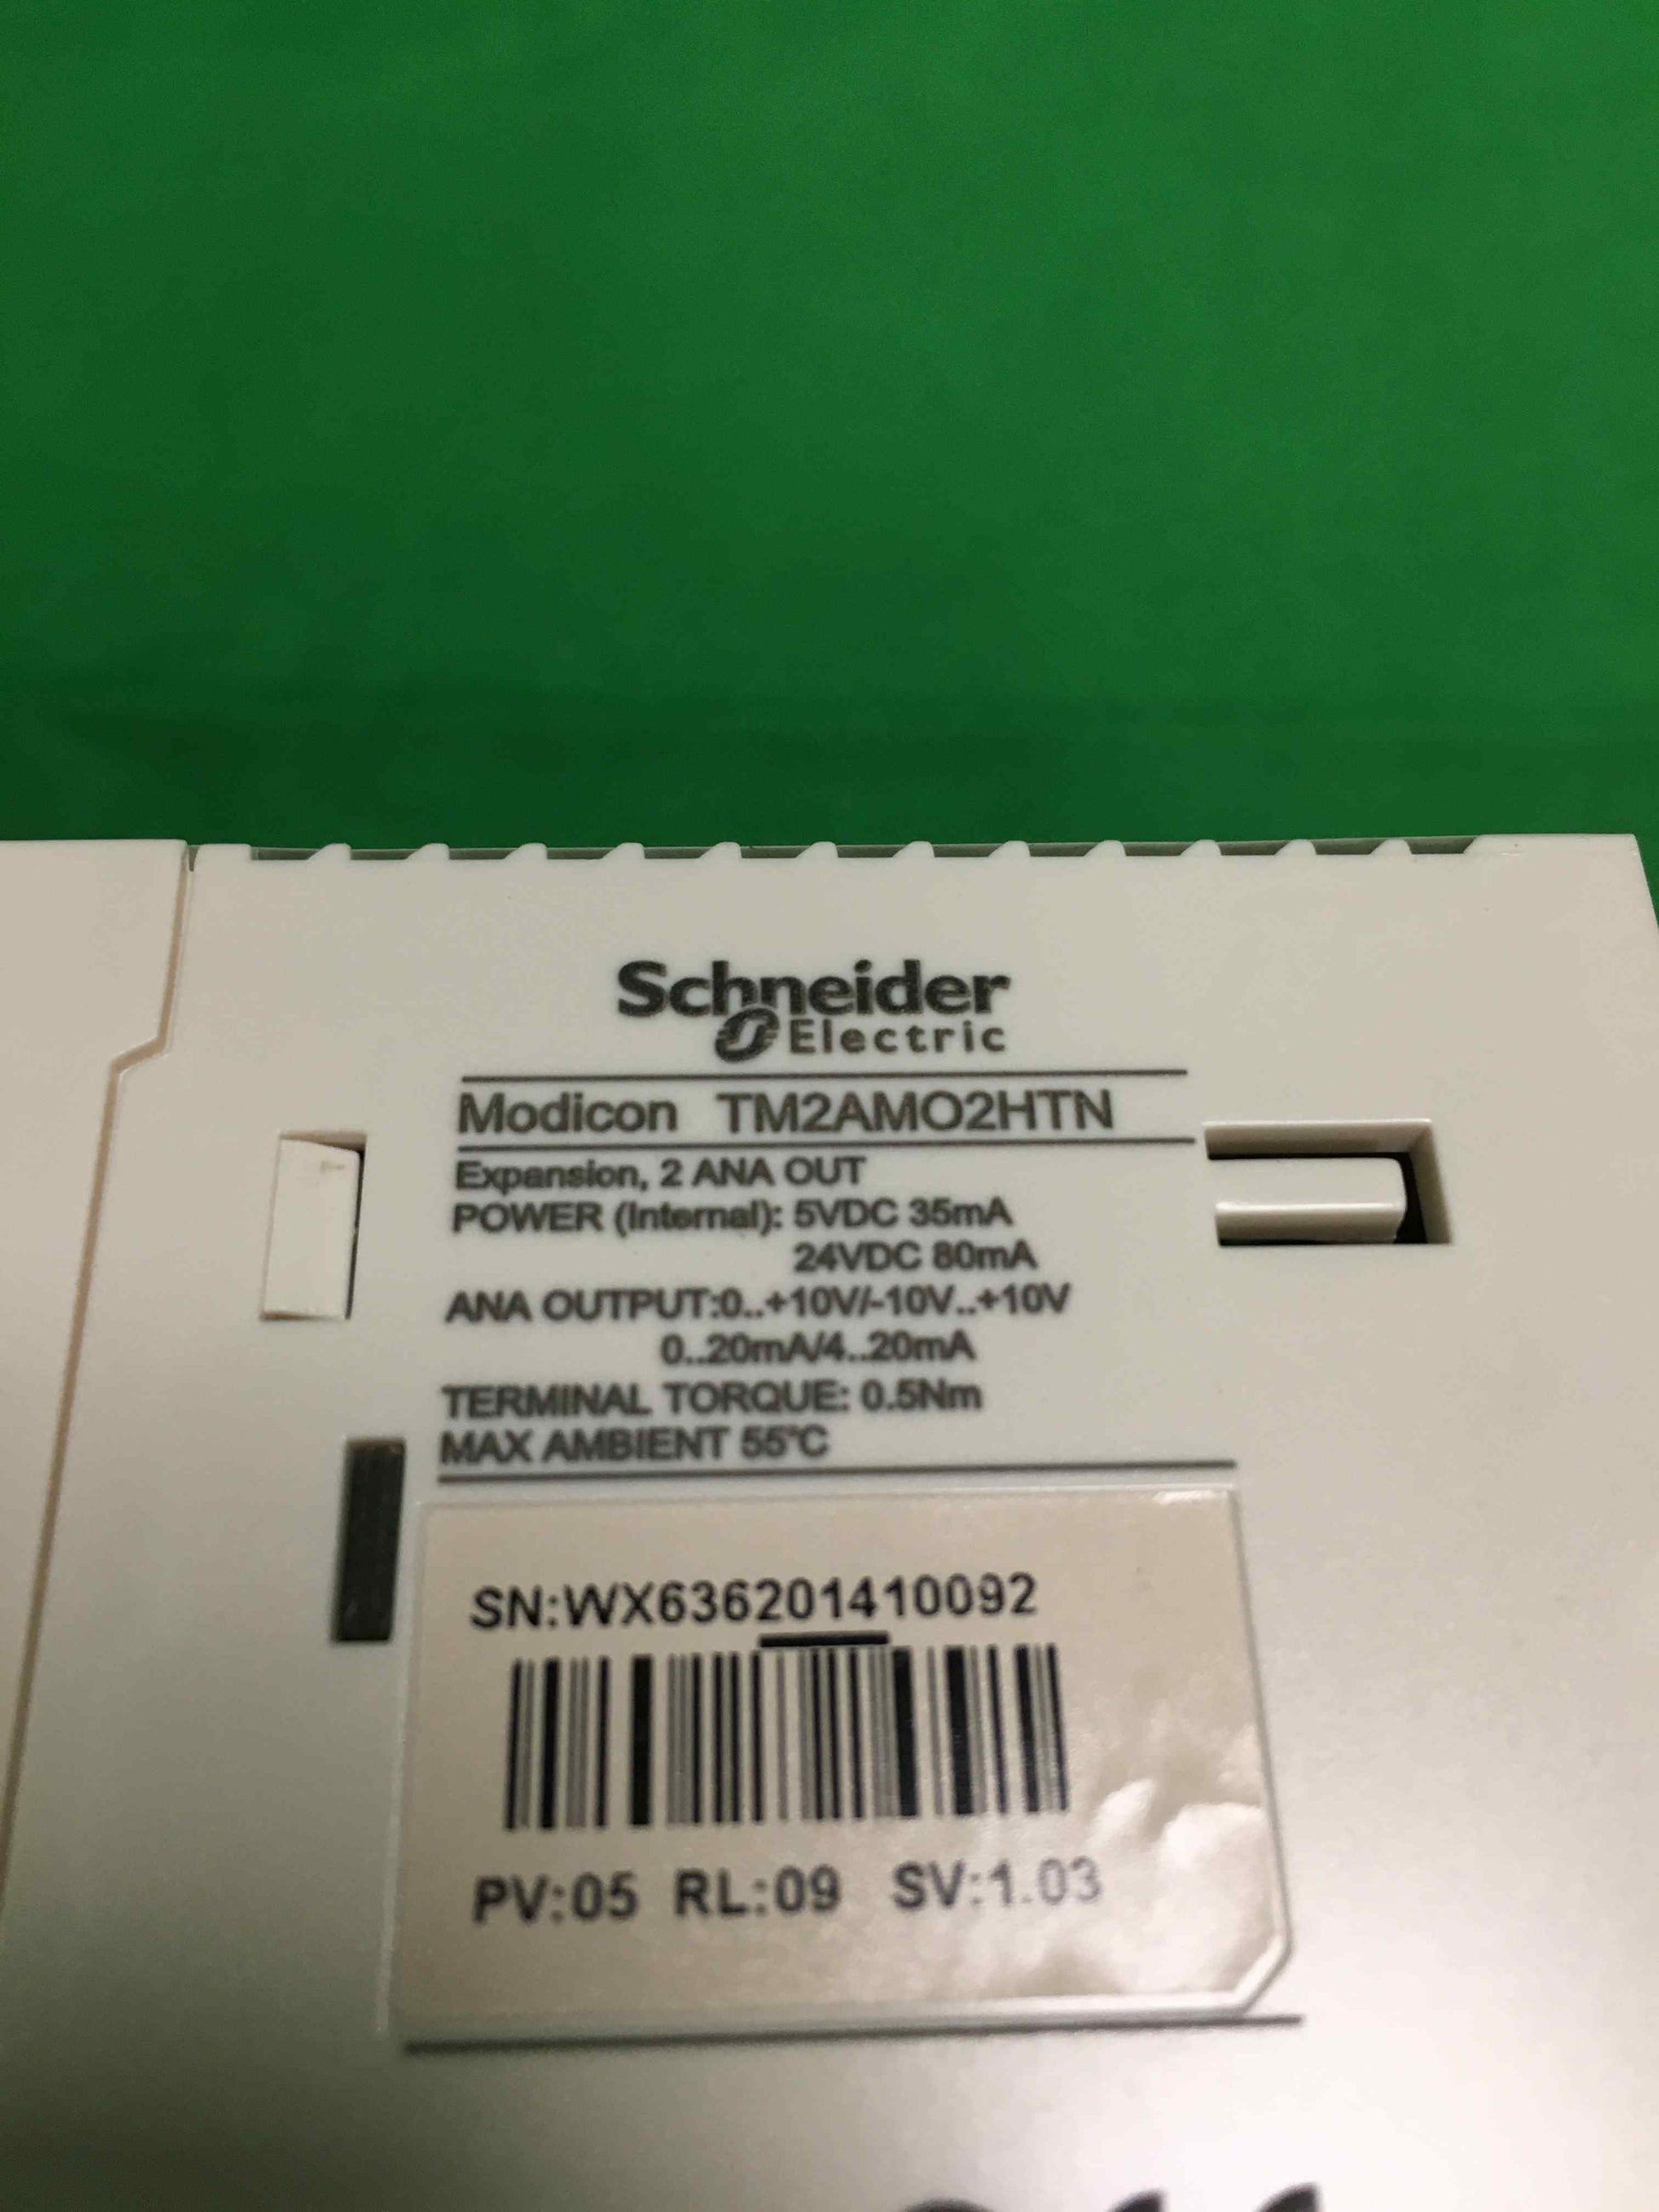 Schneider
Electric
Modicon TM2AMO2HTN
Expansion, 2 ANA OUT
POWER (Internal): 5VDC 35mA
24VDC 80mA
ANA OUTPUT:0..+10V/-10V..+10V
0..20mA/4..20mA
TERMINAL TORQUE: 0.5Nm
MAX AMBIENT 55°C
SN:WX636201410092
PV:05 RL:09 SV:1.03